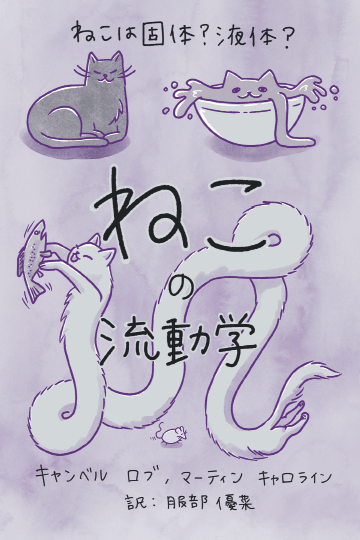 ねこは固体?液体?
ねこ
の
流動学
キャンベル ロブ, マーティン キャロライン
訳:服部 優菜